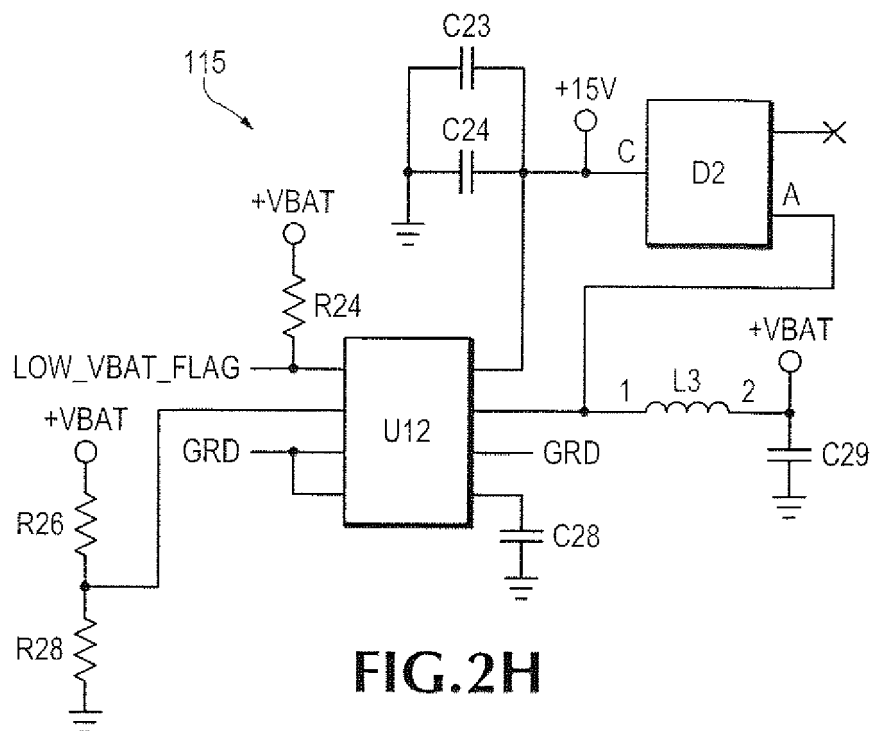 115
C23
C24
+15V
C
D2
A
+VBAT
R24
LOW_VBAT_FLAG
+VBAT
1
L3
2
+VBAT
U12
GRD
GRD
C29
R26
C28
R28
FIG.2H